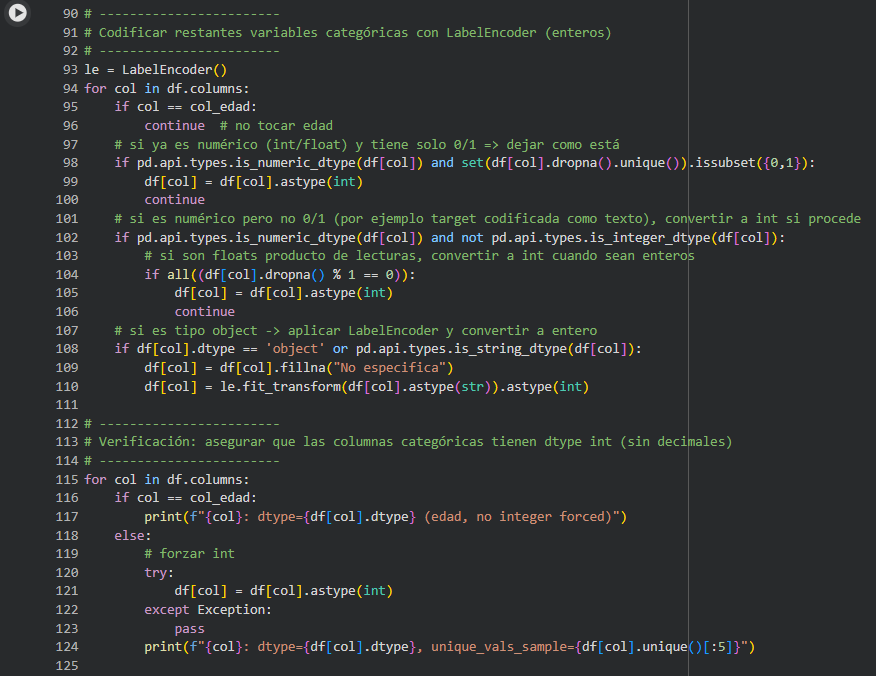 90 # ------------------------
91 # Codificar restantes variables categóricas con LabelEncoder (enteros)
92 # ------------------------
93 le = LabelEncoder()
94 for col in df.columns:
95     if col == col_edad:
96         continue  # no tocar edad
97     # si ya es numérico (int/float) y tiene solo 0/1 => dejar como está
98     if pd.api.types.is_numeric_dtype(df[col]) and set(df[col].dropna().unique()).issubset({0,1}):
99         df[col] = df[col].astype(int)
100         continue
101     # si es numérico pero no 0/1 (por ejemplo target codificada como texto), convertir a int si procede
102     if pd.api.types.is_numeric_dtype(df[col]) and not pd.api.types.is_integer_dtype(df[col]):
103         # si son floats producto de lecturas, convertir a int cuando sean enteros
104         if all((df[col].dropna() % 1 == 0)):
105             df[col] = df[col].astype(int)
106             continue
107     # si es tipo object -> aplicar LabelEncoder y convertir a entero
108     if df[col].dtype == 'object' or pd.api.types.is_string_dtype(df[col]):
109         df[col] = df[col].fillna("No especifica")
110         df[col] = le.fit_transform(df[col].astype(str)).astype(int)
111
112 # ------------------------
113 # Verificación: asegurar que las columnas categóricas tienen dtype int (sin decimales)
114 # ------------------------
115 for col in df.columns:
116     if col == col_edad:
117         print(f"{col}: dtype={df[col].dtype} (edad, no integer forced)")
118     else:
119         # forzar int
120         try:
121             df[col] = df[col].astype(int)
122         except Exception:
123             pass
124         print(f"{col}: dtype={df[col].dtype}, unique_vals_sample={df[col].unique()[:5]}")
125